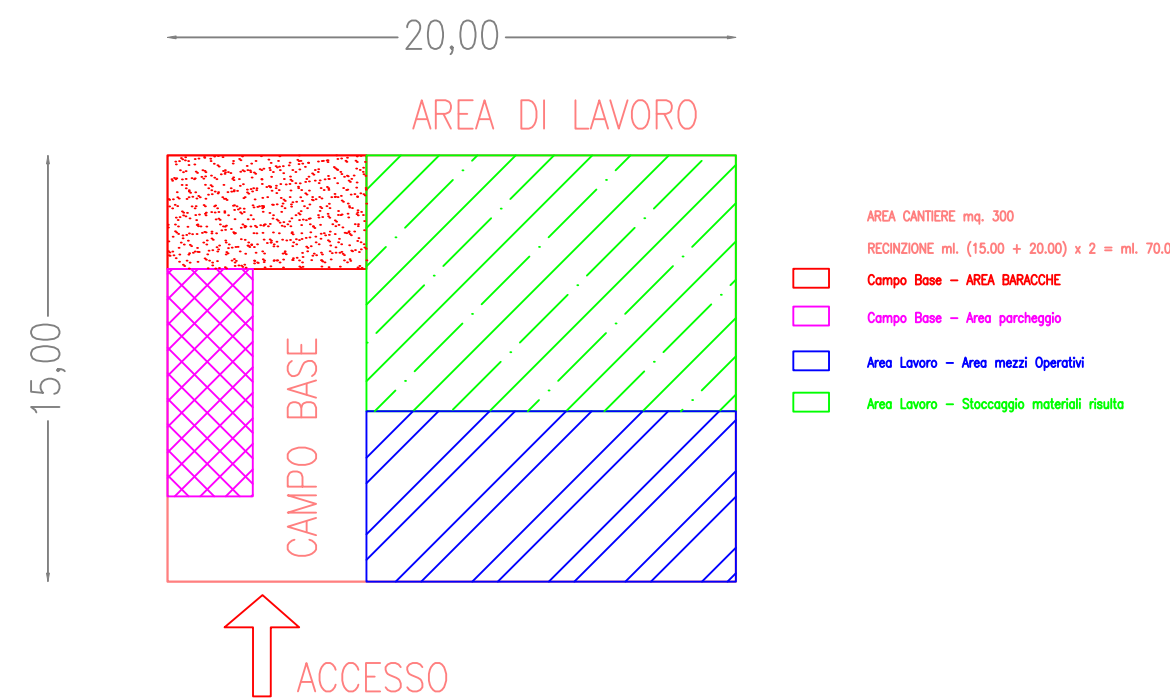 20,00
AREA DI LAVORO
15,00
CAMPO BASE
ACCESSO
AREA CANTIERE mq. 300
RECINZIONE ml. (15.00 + 20.00) x 2 = ml. 70.0
Campo Base – AREA BARACCHE
Campo Base – Area parcheggio
Area Lavoro – Area mezzi Operativi
Area Lavoro – Stoccaggio materiali risulta